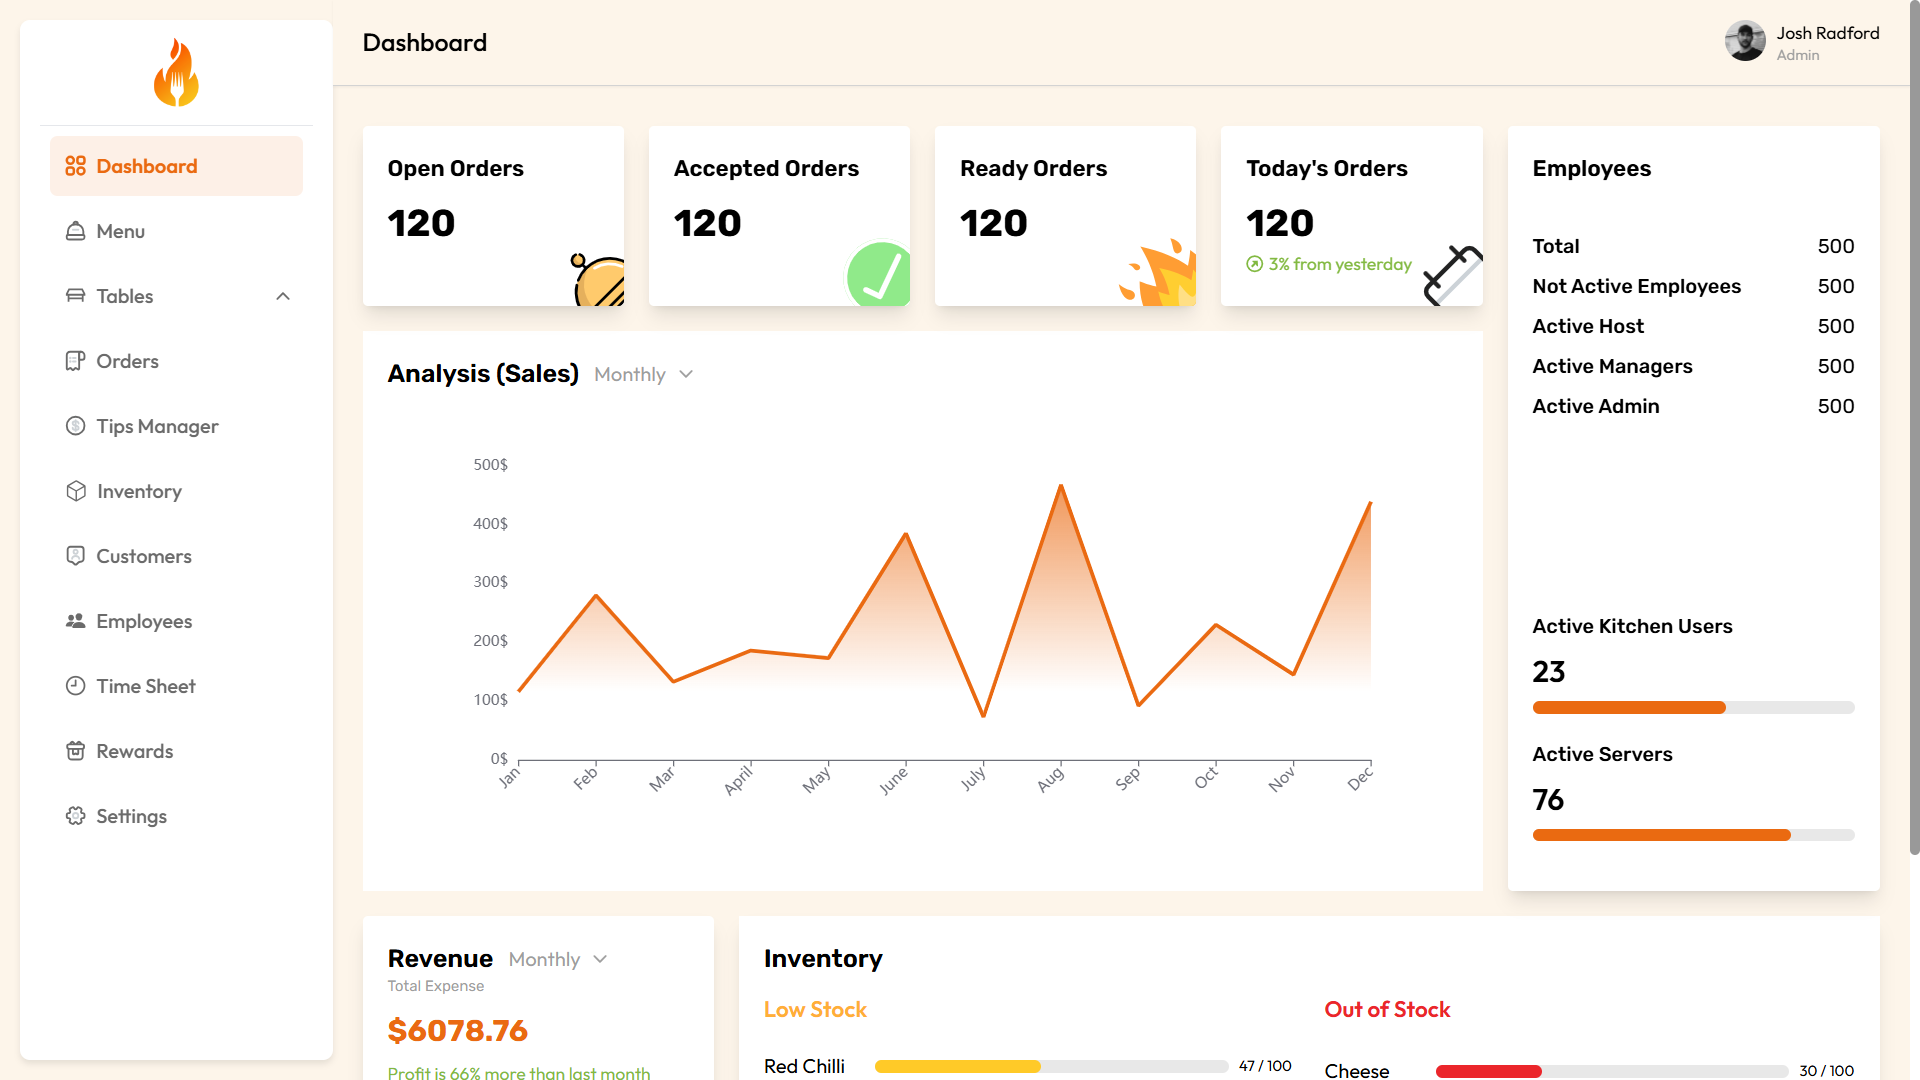 Dashboard
Josh Radford
Admin
Dashboard
Menu
Tables
Orders
Tips Manager
Inventory
Customers
Employees
Time Sheet
Rewards
Settings
Open Orders
120
Accepted Orders
120
Ready Orders
120
Today's Orders
120
3% from yesterday
Employees
Total 500
Not Active Employees 500
Active Host 500
Active Managers 500
Active Admin 500
Active Kitchen Users
23
Active Servers
76
Analysis (Sales) Monthly
500$
400$
300$
200$
100$
0$
Jan Feb Mar April May June July Aug Sep Oct Nov Dec
Revenue Monthly
Total Expense
$6078.76
Profit is 66% more than last month
Inventory
Low Stock
Red Chilli 47 / 100
Out of Stock
Cheese 30 / 100